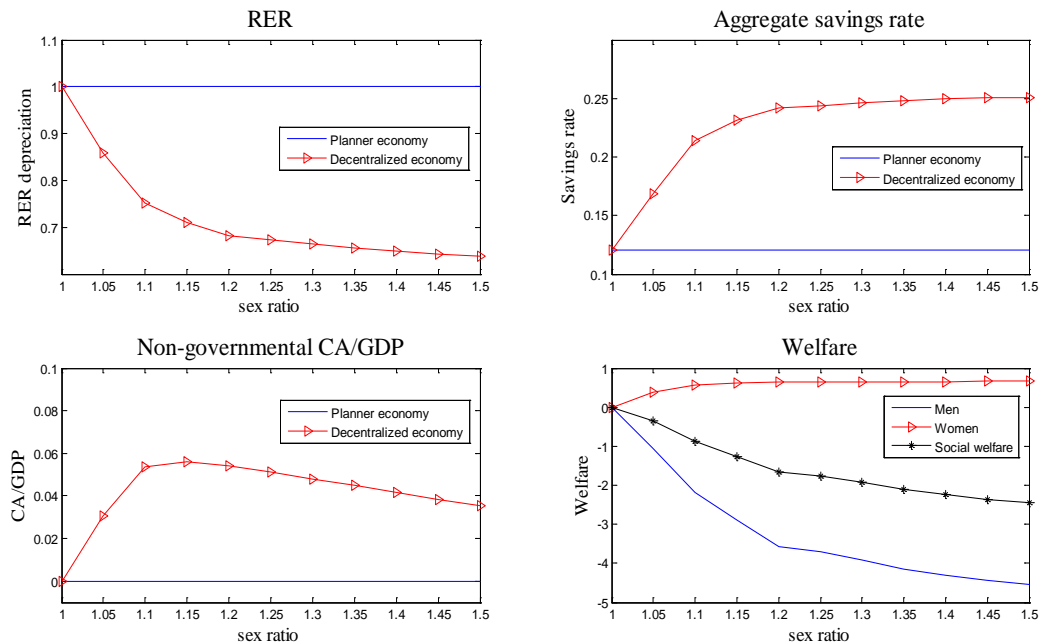 RER
RER depreciation
1.1
1
0.9
0.8
0.7
Planner economy
Decentralized economy
1 1.05 1.1 1.15 1.2 1.25 1.3 1.35 1.4 1.45 1.5
sex ratio
Aggregate savings rate
Savings rate
0.25
0.2
0.15
0.1
Planner economy
Decentralized economy
1 1.05 1.1 1.15 1.2 1.25 1.3 1.35 1.4 1.45 1.5
sex ratio
Non-governmental CA/GDP
CA/GDP
0.1
0.08
0.06
0.04
0.02
0
Planner economy
Decentralized economy
1 1.05 1.1 1.15 1.2 1.25 1.3 1.35 1.4 1.45 1.5
sex ratio
Welfare
Welfare
1
0
-1
-2
-3
-4
-5
Men
Women
Social welfare
1 1.05 1.1 1.15 1.2 1.25 1.3 1.35 1.4 1.45 1.5
sex ratio